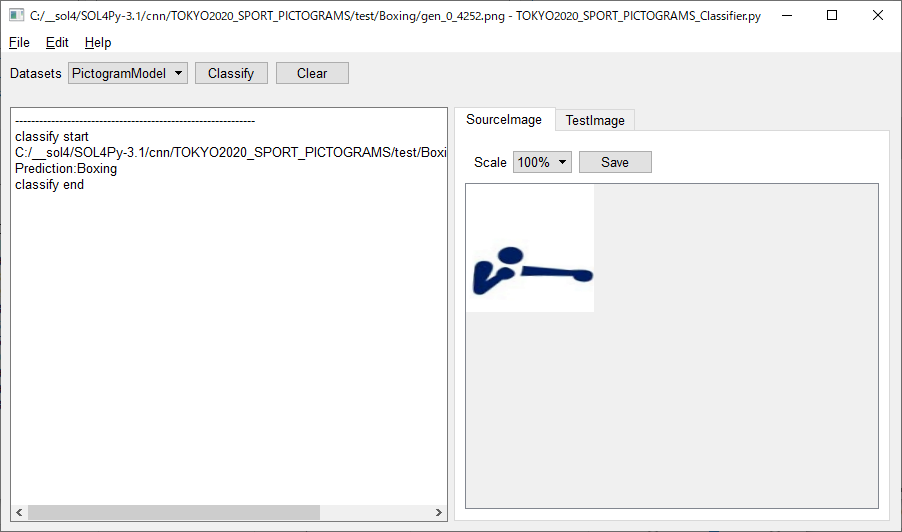 C:/__sol4/SOL4Py-3.1/cnn/TOKYO2020_SPORT_PICTOGRAMS/test/Boxing/gen_0_4252.png - TOKYO2020_SPORT_PICTOGRAMS_Classifier.py
File Edit Help
Datasets PictogramModel Classify Clear
------------------------------------------------------------
classify start
C:/__sol4/SOL4Py-3.1/cnn/TOKYO2020_SPORT_PICTOGRAMS/test/Boxi
Prediction:Boxing
classify end
SourceImage TestImage
Scale 100% Save